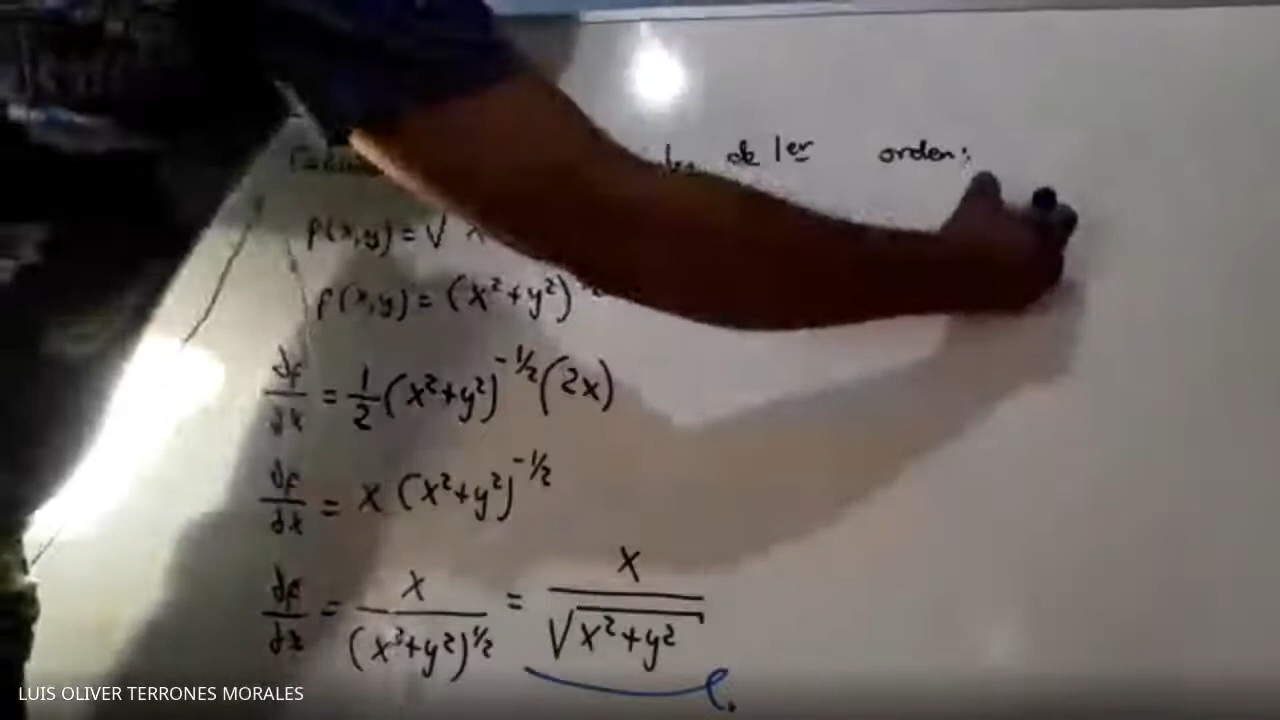 de 1er orden:
f(x,y) = √ x
f(x,y) = (x²+y²)
∂f/∂x = 1/2 (x²+y²)^-1/2 (2x)
∂f/∂x = x (x²+y²)^-1/2
∂f/∂x = x/(x²+y²)^1/2 = x/√(x²+y²)
LUIS OLIVER TERRONES MORALES